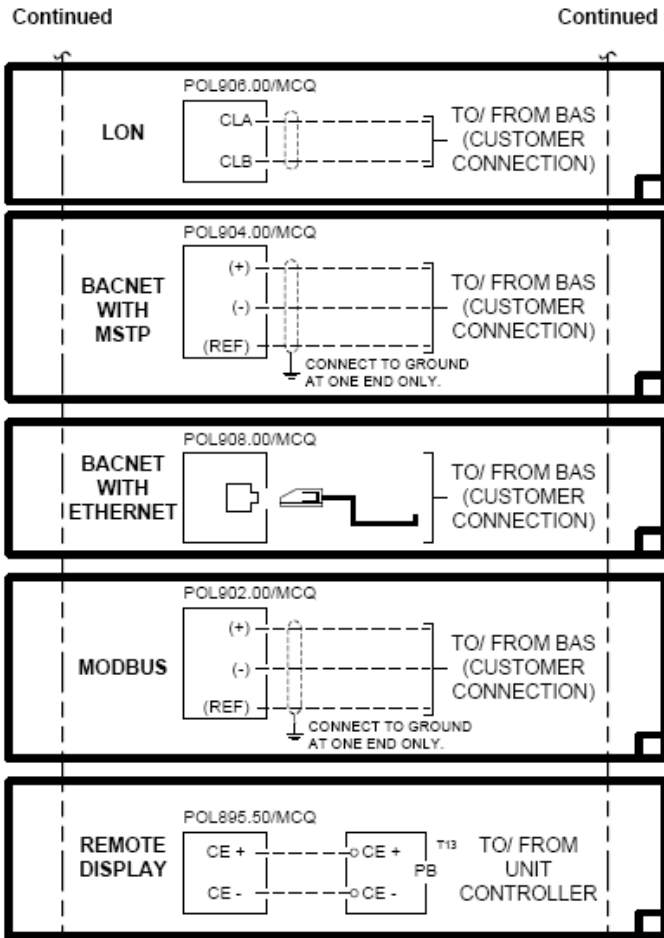 Continued
Continued
POL906.00/MCQ
LON
CLA
CLB
TO/ FROM BAS
(CUSTOMER
CONNECTION)
POL904.00/MCQ
BACNET
WITH
MSTP
(+)
(-)
(REF)
CONNECT TO GROUND
AT ONE END ONLY.
TO/ FROM BAS
(CUSTOMER
CONNECTION)
POL908.00/MCQ
BACNET
WITH
ETHERNET
TO/ FROM BAS
(CUSTOMER
CONNECTION)
POL902.00/MCQ
MODBUS
(+)
(-)
(REF)
CONNECT TO GROUND
AT ONE END ONLY.
TO/ FROM BAS
(CUSTOMER
CONNECTION)
POL895.50/MCQ
REMOTE
DISPLAY
CE +
CE -
CE +
CE -
T13
PB
TO/ FROM
UNIT
CONTROLLER